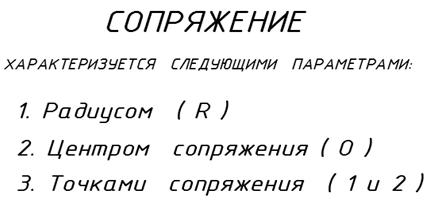 СОПРЯЖЕНИЕ
ХАРАКТЕРИЗУЕТСЯ СЛЕДУЮЩИМИ ПАРАМЕТРАМИ:
1. Радиусом ( R )
2. Центром сопряжения ( О )
3. Точками сопряжения ( 1 и 2 )